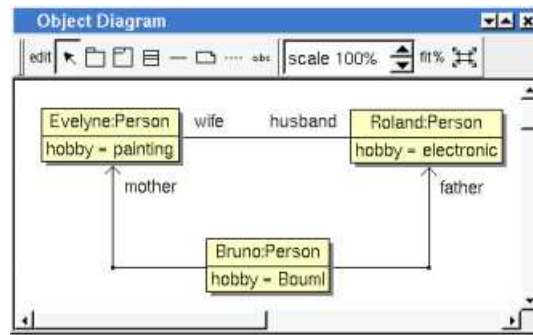 Object Diagram
edit abc scale 100% fit%
Evelyne:Person wife husband Roland:Person
hobby = painting hobby = electronic
mother father
Bruno:Person
hobby = Bouml